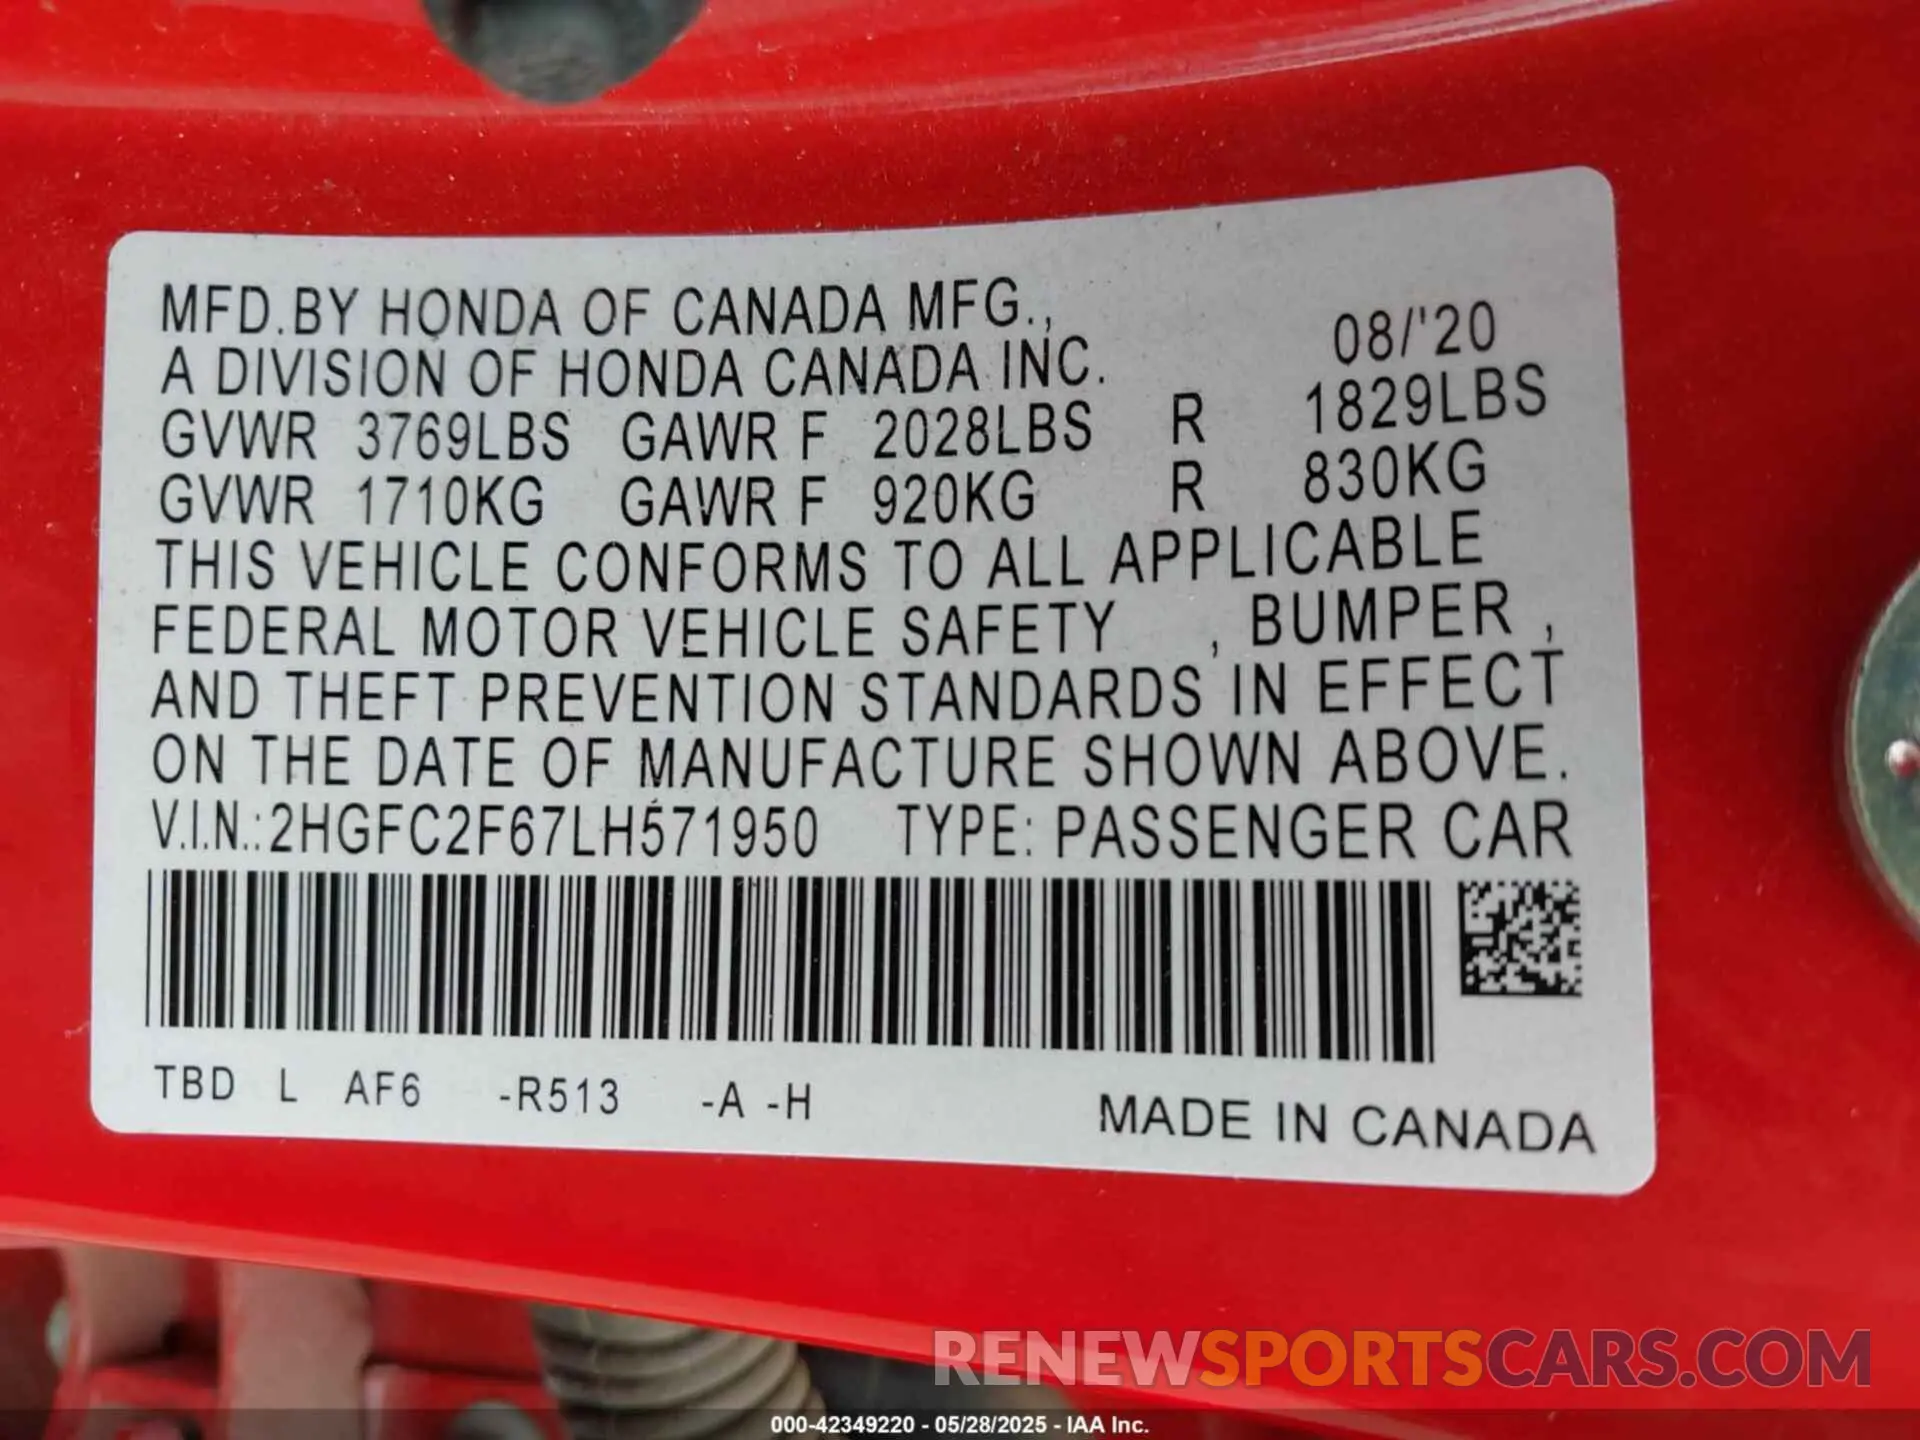 MFD.BY HONDA OF CANADA MFG.,
A DIVISION OF HONDA CANADA INC. 08/'20
GVWR 3769LBS GAWR F 2028LBS R 1829LBS
GVWR 1710KG GAWR F 920KG R 830KG
THIS VEHICLE CONFORMS TO ALL APPLICABLE
FEDERAL MOTOR VEHICLE SAFETY , BUMPER ,
AND THEFT PREVENTION STANDARDS IN EFFECT
ON THE DATE OF MANUFACTURE SHOWN ABOVE.
V.I.N.:2HGFC2F67LH571950 TYPE: PASSENGER CAR
TBD L AF6 -R513 -A -H
MADE IN CANADA
RENEWSPORTSCARS.COM
000-42349220 - 05/28/2025 - IAA Inc.